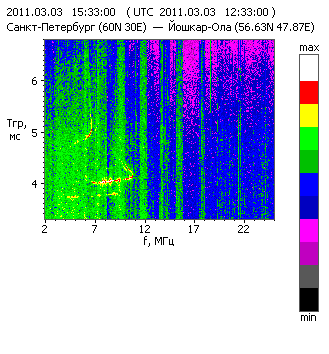 2011.03.03 15:33:00 (UTC 2011.03.03 12:33:00)
Санкт-Петербург (60N 30E) — Йошкар-Ола (56.63N 47.87E)
max
6
Tгр,
мс
5
4
2 7 12 17 22
f, МГц
min